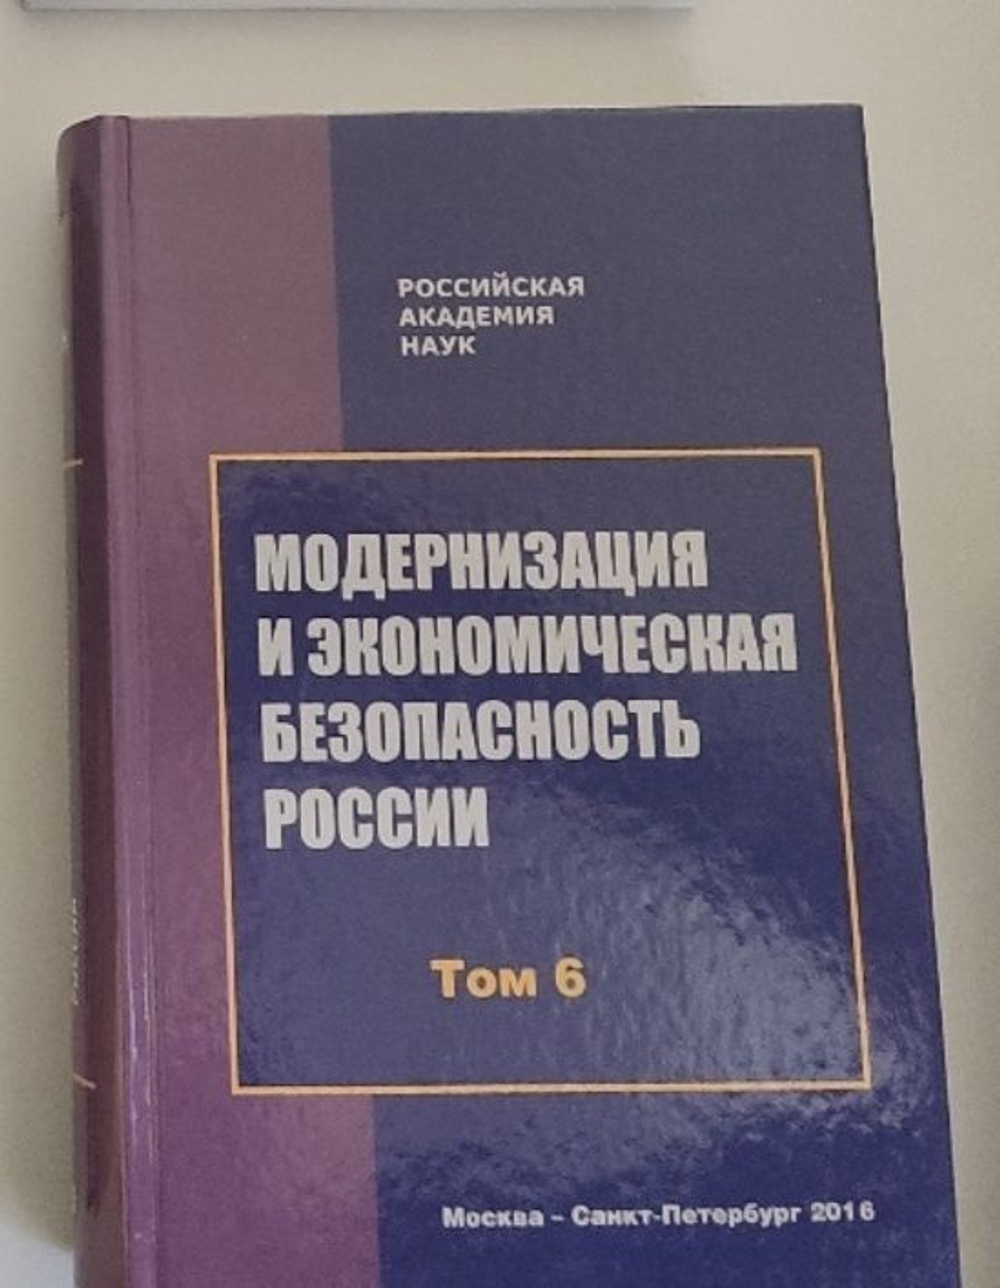 РОССИЙСКАЯ
АКАДЕМИЯ
НАУК
МОДЕРНИЗАЦИЯ
И ЭКОНОМИЧЕСКАЯ
БЕЗОПАСНОСТЬ
РОССИИ
Том 6
Москва – Санкт-Петербург 2016